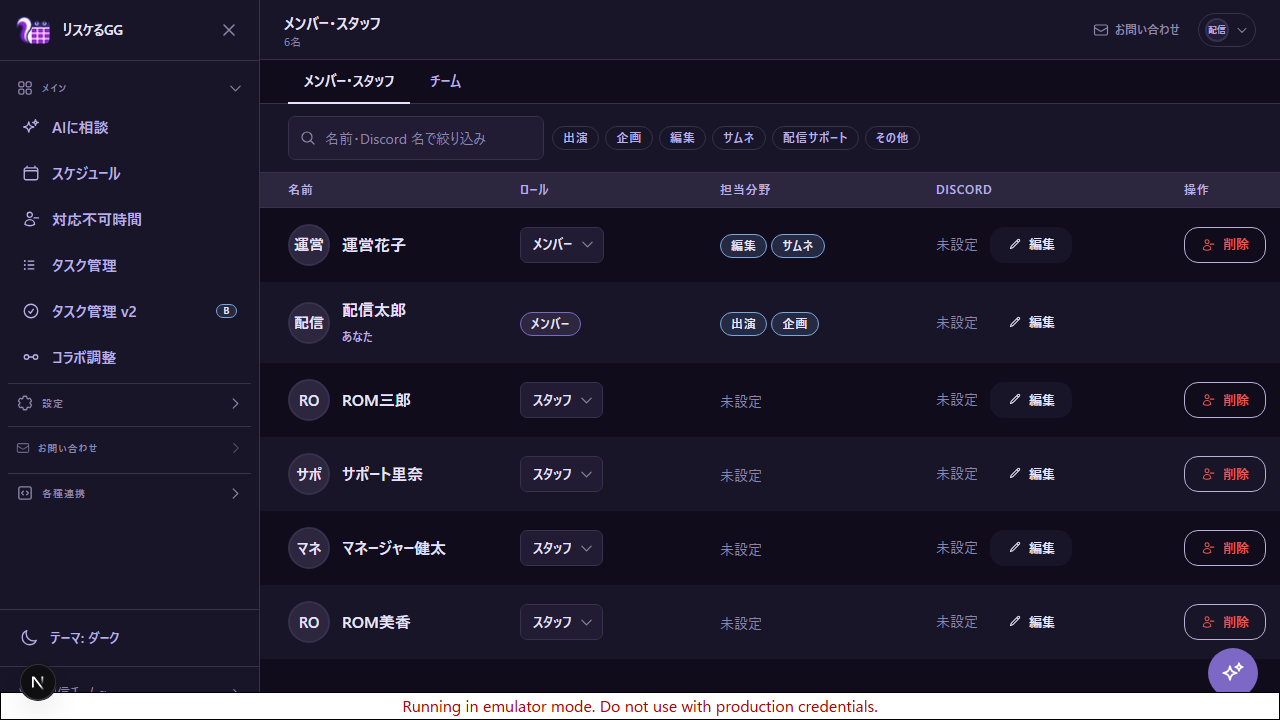 リスケるGG
メイン
AIに相談
スケジュール
対応不可時間
タスク管理
タスク管理 v2
β
コラボ調整
設定
お問い合わせ
各種連携
テーマ: ダーク
N
メンバー・スタッフ
6名
お問い合わせ
配信
メンバー・スタッフ
チーム
名前・Discord 名で絞り込み
出演
企画
編集
サムネ
配信サポート
その他
名前 ロール 担当分野 DISCORD 操作
運営 運営花子 メンバー 編集 サムネ 未設定 編集 削除
配信 配信太郎 メンバー 出演 企画 未設定 編集
あなた
RO ROM三郎 スタッフ 未設定 未設定 編集 削除
サポ サポート里奈 スタッフ 未設定 未設定 編集 削除
マネ マネージャー健太 スタッフ 未設定 未設定 編集 削除
RO ROM美香 スタッフ 未設定 未設定 編集 削除
Running in emulator mode. Do not use with production credentials.